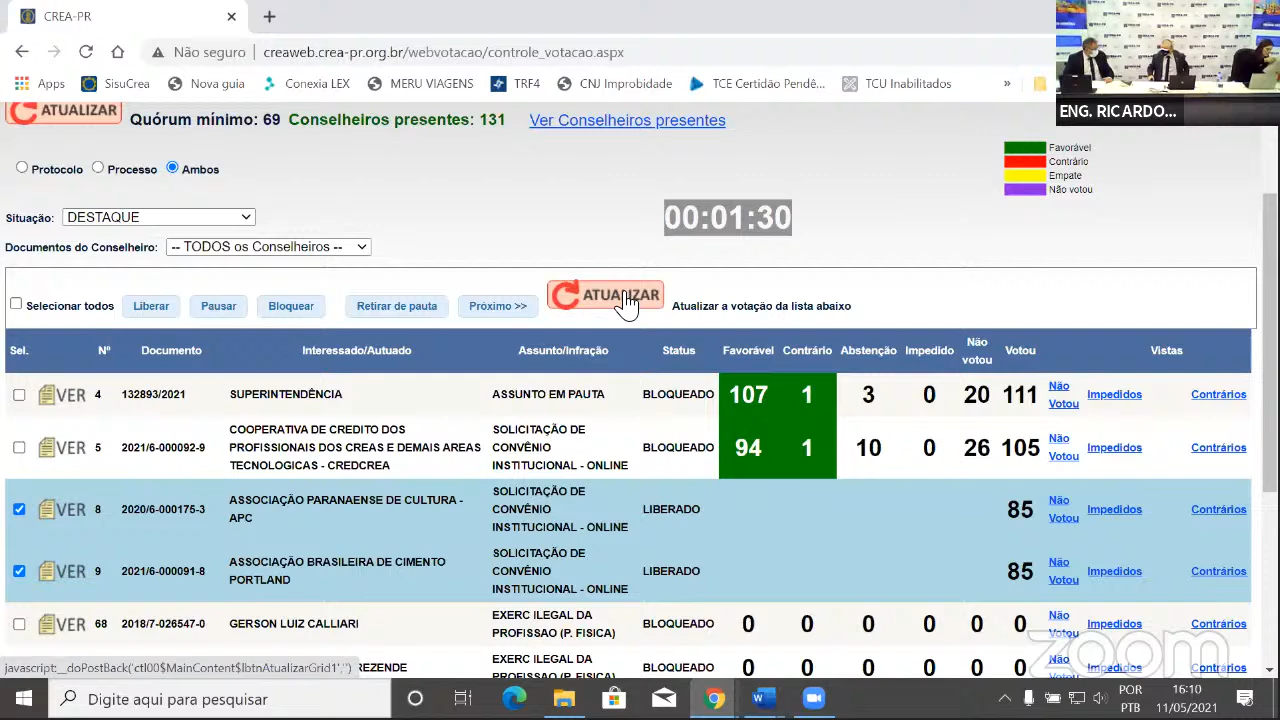 CREA-PR
Não seguro
creaweb.crea-pr
aspx
Apps
SisuCrea
Nova guia
Conexia LEX
CNJ Improbidade
TCE Certidão Pende...
TCU Inabilitados
»
ENG. RICARDO...
ATUALIZAR
Quórum mínimo: 69 Conselheiros presentes: 131 Ver Conselheiros presentes
Favorável
Contrário
Empate
Não votou
Protocolo Processo Ambos
Situação: DESTAQUE
00:01:30
Documentos do Conselheiro: -- TODOS os Conselheiros --
Selecionar todos Liberar Pausar Bloquear Retirar de pauta Próximo >> ATUALIZAR Atualizar a votação da lista abaixo
Sel. Nº Documento Interessado/Autuado Assunto/Infração Status Favorável Contrário Abstenção Impedido Não votou Votou Vistas
VER 4 132893/2021 SUPERINTENDÊNCIA ASSUNTO EM PAUTA BLOQUEADO 107 1 3 0 20 111 Não Votou Impedidos Contrários
VER 5 2021/6-000092-9 COOPERATIVA DE CREDITO DOS PROFISSIONAIS DOS CREAS E DEMAIS AREAS TECNOLOGICAS - CREDCREA SOLICITAÇÃO DE CONVÊNIO INSTITUCIONAL - ONLINE BLOQUEADO 94 1 10 0 26 105 Não Votou Impedidos Contrários
VER 8 2020/6-000175-3 ASSOCIAÇÃO PARANAENSE DE CULTURA - APC SOLICITAÇÃO DE CONVÊNIO INSTITUCIONAL - ONLINE LIBERADO 85 Não Votou Impedidos Contrários
VER 9 2021/6-000091-8 ASSOCIAÇÃO BRASILEIRA DE CIMENTO PORTLAND SOLICITAÇÃO DE CONVÊNIO INSTITUCIONAL - ONLINE LIBERADO 85 Não Votou Impedidos Contrários
VER 68 2018/7-026547-0 GERSON LUIZ CALLIARI EXERC ILEGAL DA PROFISSAO (P. FISICA) BLOQUEADO 0 0 0 0 0 0 Não Votou Impedidos Contrários
REZENDE EXERC ILEGAL DA BLOQUEADO 0 0 0 0 0 0 Não Impedidos Contrários
javascript:__doPostBack('ctl00$MainContent$lbtnAtualizarGrid1','')
zoom
Digite aqui para pesquisar
POR
PTB
16:10
11/05/2021